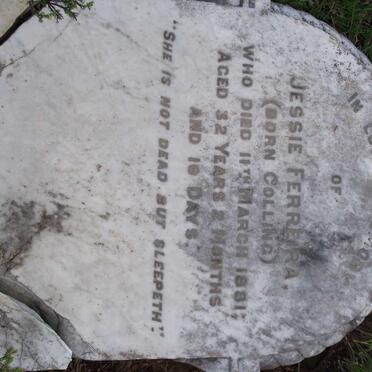 IN
OF
JESSIE FERREIRA,
(BORN COLLING)
WHO DIED 11TH MARCH 1881,
AGED 32 YEARS 2 MONTHS
AND 16 DAYS.
"SHE IS NOT DEAD BUT SLEEPETH."